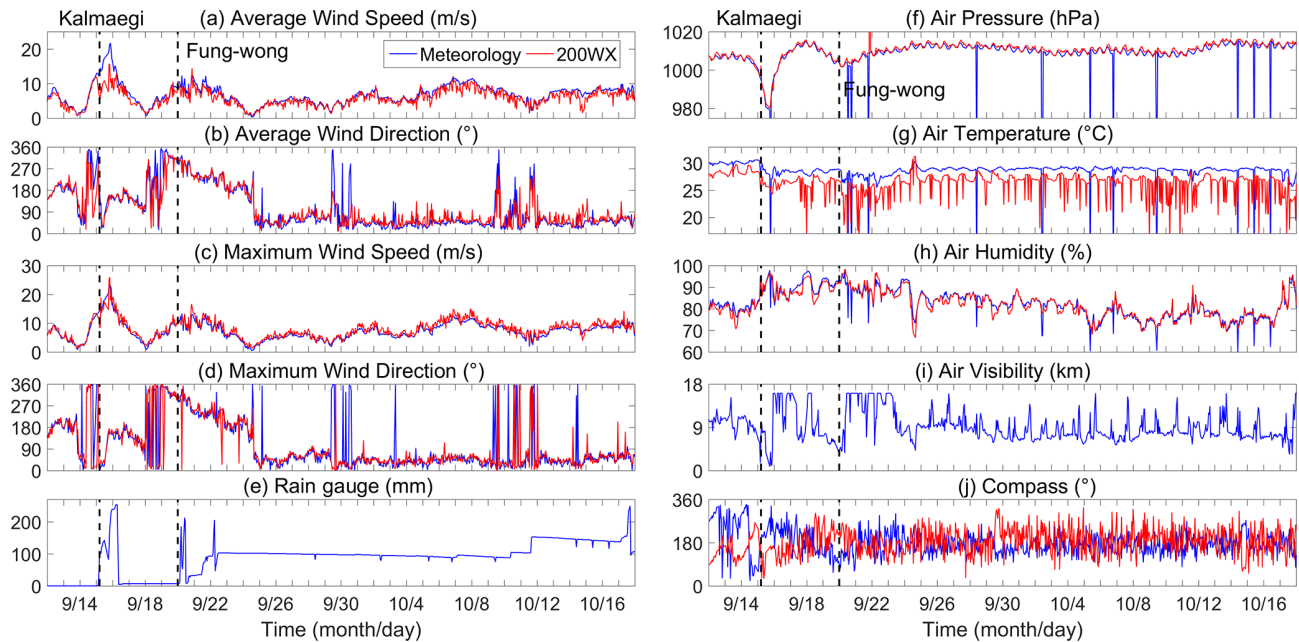 Kalmaegi
(a) Average Wind Speed (m/s)
20
10
0
Fung-wong
Meteorology
200WX
(b) Average Wind Direction (°)
360
270
180
90
0
(c) Maximum Wind Speed (m/s)
30
20
10
0
(d) Maximum Wind Direction (°)
360
270
180
90
0
(e) Rain gauge (mm)
200
100
0
9/14 9/18 9/22 9/26 9/30 10/4 10/8 10/12 10/16
Time (month/day)
Kalmaegi
(f) Air Pressure (hPa)
1020
1000
980
Fung-wong
(g) Air Temperature (°C)
30
25
20
(h) Air Humidity (%)
100
90
80
70
60
(i) Air Visibility (km)
18
9
0
(j) Compass (°)
360
270
180
90
0
9/14 9/18 9/22 9/26 9/30 10/4 10/8 10/12 10/16
Time (month/day)